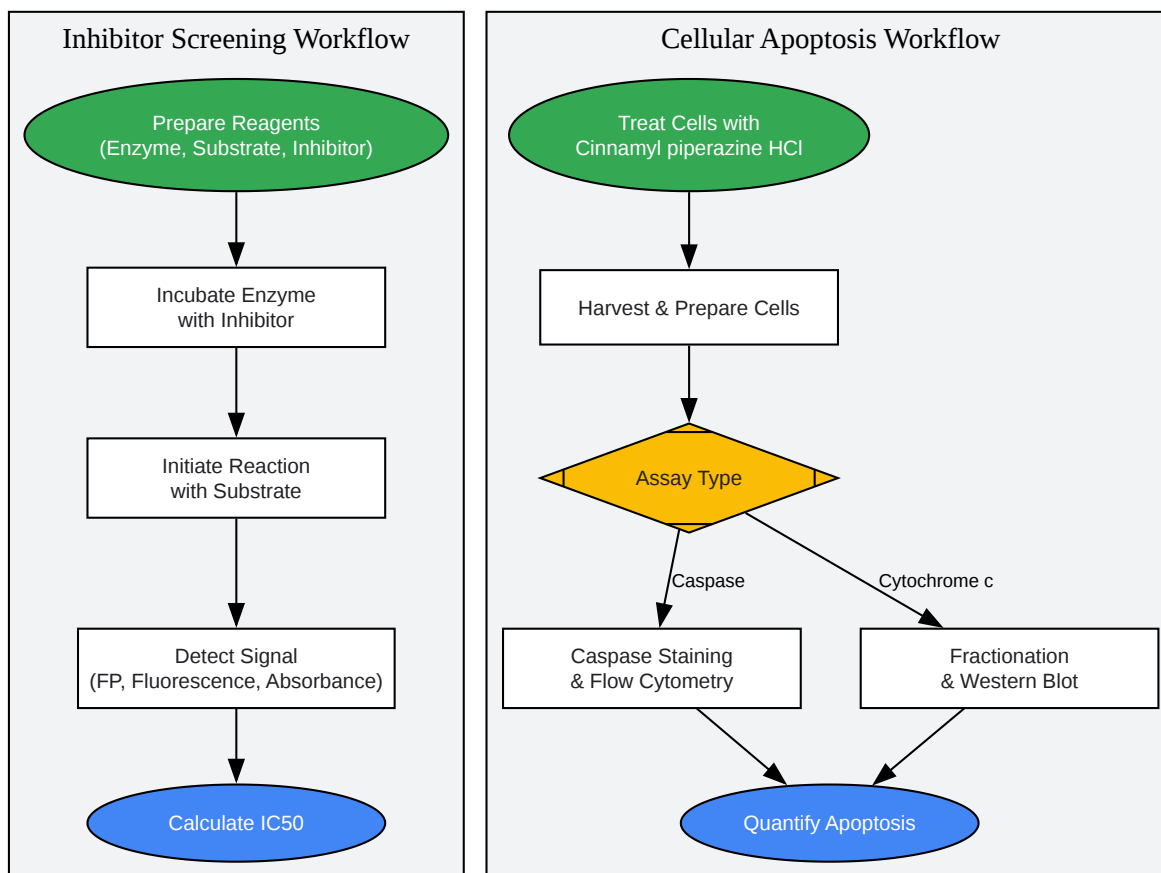 Inhibitor Screening Workflow
Prepare Reagents
(Enzyme, Substrate, Inhibitor)
Incubate Enzyme
with Inhibitor
Initiate Reaction
with Substrate
Detect Signal
(FP, Fluorescence, Absorbance)
Calculate IC50
Cellular Apoptosis Workflow
Treat Cells with
Cinnamyl piperazine HCl
Harvest & Prepare Cells
Assay Type
Caspase
Cytochrome c
Caspase Staining
& Flow Cytometry
Fractionation
& Western Blot
Quantify Apoptosis